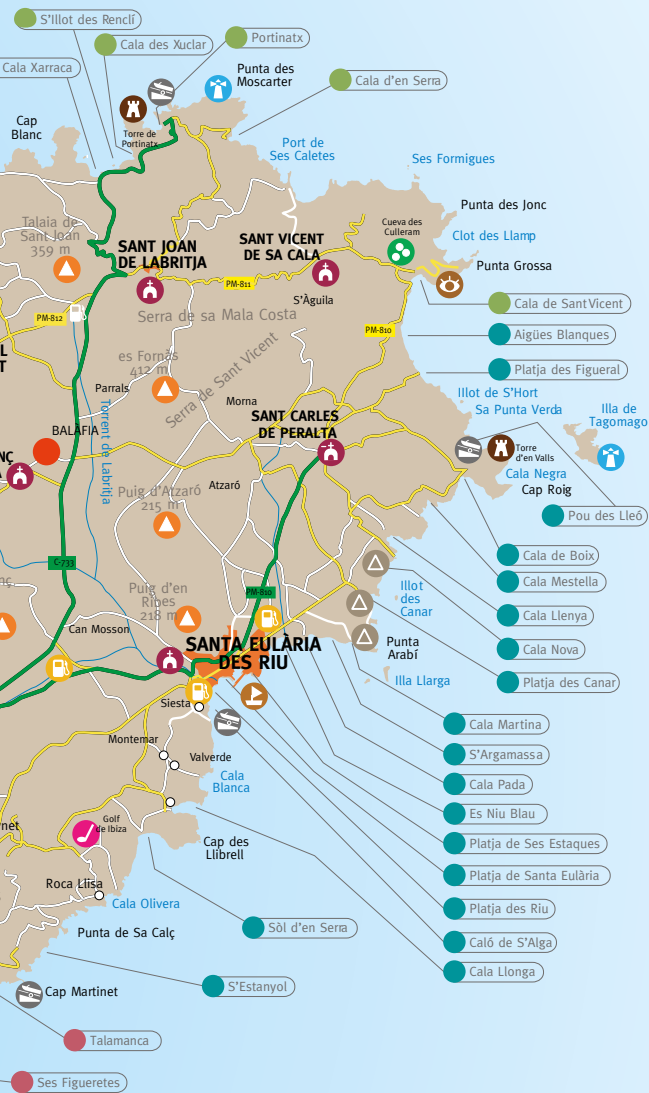 S'Illot des Renclí
Cala des Xuclar
Portinatx
Cala Xarraca
Punta des
Moscarter
Cala d'en Serra
Cap
Blanc
Torre de
Portinatx
Port de
Ses Caletes
Ses Formigues
Punta des Jonc
Cueva des
Culleram
Clot des Llamp
Talaia de
Sant Joan
359 m
SANT JOAN
DE LABRITJA
SANT VICENT
DE SA CALA
Punta Grossa
PM-811
S'Àguila
Cala de Sant Vicent
PM-812
Serra de sa Mala Costa
PM-810
Aigües Blanques
L
T
es Fornàs
412 m
Serra de Sant Vicent
Platja des Figueral
Parrals
Morna
Illot de S'Hort
Sa Punta Verda
Illa de
Tagomago
Torrent de Labritja
SANT CARLES
DE PERALTA
BALÀFIA
NÇ
Torre
d'en Valls
Cala Negra
Cap Roig
Puig d'Atzaró
215 m
Atzaró
Pou des Lleó
C-733
Cala de Boix
Cala Mestella
nç
Puig d'en
Ribes
218 m
PM-810
Illot
des
Canar
Cala Llenya
Can Mosson
SANTA EULÀRIA
DES RIU
Punta
Arabí
Cala Nova
Illa Llarga
Platja des Canar
Siesta
Cala Martina
Montemar
Valverde
S'Argamassa
Cala
Blanca
Cala Pada
Es Niu Blau
Golf
de Ibiza
net
Cap des
Llibrell
Platja de Ses Estaques
Platja de Santa Eulària
Roca Llisa
Cala Olivera
Platja des Riu
Punta de Sa Calç
Sòl d'en Serra
Caló de S'Alga
Cala Llonga
S'Estanyol
Cap Martinet
Talamanca
Ses Figueretes